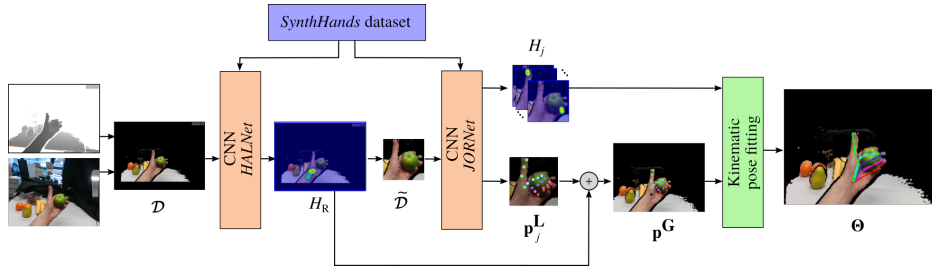 SynthHands dataset
H_j
CNN
HALNet
CNN
JORNet
Kinematic
pose fitting
+
𝒟
H_R
𝒟̃
p_j^L
p^G
Θ